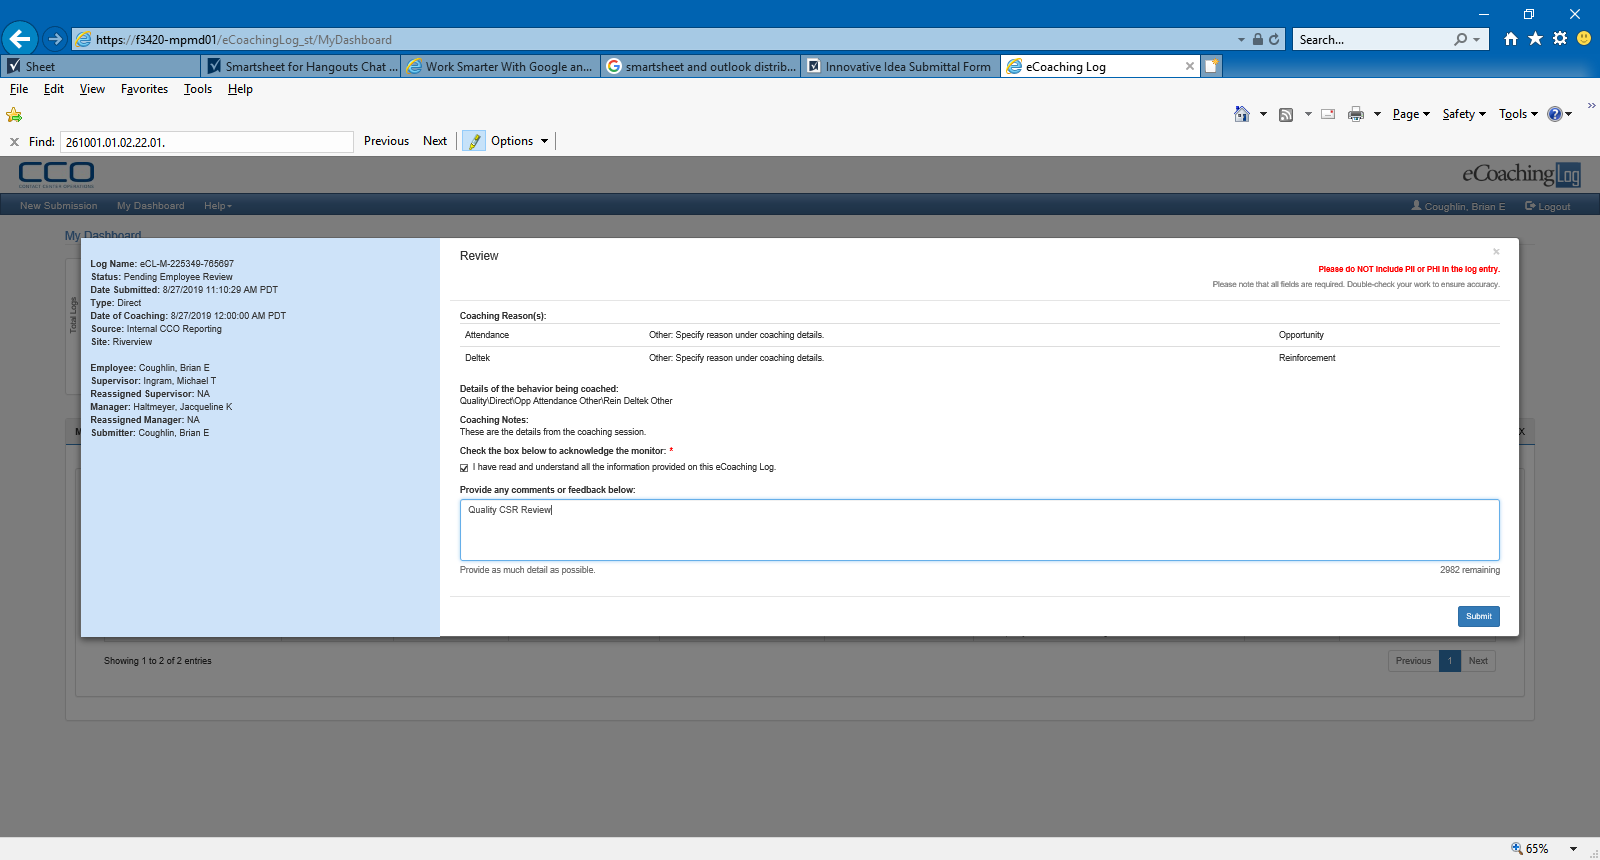 https://f3420-mpmd01/eCoachingLog_st/MyDashboard
Search...
Sheet
Smartsheet for Hangouts Chat ...
Work Smarter With Google an...
smartsheet and outlook distrib...
Innovative Idea Submittal Form
eCoaching Log
File Edit View Favorites Tools Help
Page Safety Tools
Find: 261001.01.02.22.01. Previous Next Options
CCO
CONTACT CENTER OPERATIONS
eCoaching Log
New Submission My Dashboard Help
Coughlin, Brian E Logout
My Dashboard
Total Logs
Log Name: eCL-M-225349-765697
Status: Pending Employee Review
Date Submitted: 8/27/2019 11:10:29 AM PDT
Type: Direct
Date of Coaching: 8/27/2019 12:00:00 AM PDT
Source: Internal CCO Reporting
Site: Riverview
Employee: Coughlin, Brian E
Supervisor: Ingram, Michael T
Reassigned Supervisor: NA
Manager: Haltmeyer, Jacqueline K
Reassigned Manager: NA
Submitter: Coughlin, Brian E
Review
Please do NOT include PII or PHI in the log entry.
Please note that all fields are required. Double-check your work to ensure accuracy.
Coaching Reason(s):
Attendance Other: Specify reason under coaching details. Opportunity
Deltek Other: Specify reason under coaching details. Reinforcement
Details of the behavior being coached:
Quality\Direct\Opp Attendance Other\Rein Deltek Other
Coaching Notes:
These are the details from the coaching session.
Check the box below to acknowledge the monitor: *
I have read and understand all the information provided on this eCoaching Log.
Provide any comments or feedback below:
Quality CSR Review
Provide as much detail as possible.
2982 remaining
Submit
Showing 1 to 2 of 2 entries
Previous 1 Next
65%